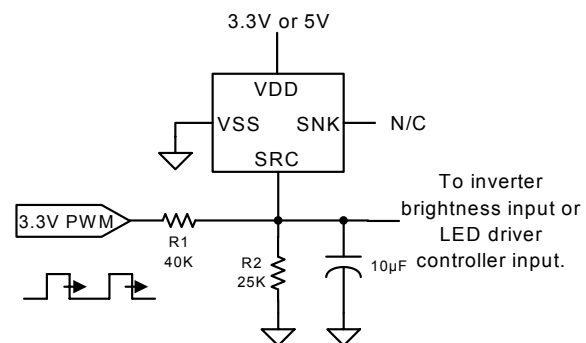 3.3V or 5V
VDD
VSS
SNK
N/C
SRC
3.3V PWM
R1
40K
R2
25K
10µF
To inverter
brightness input or
LED driver
controller input.